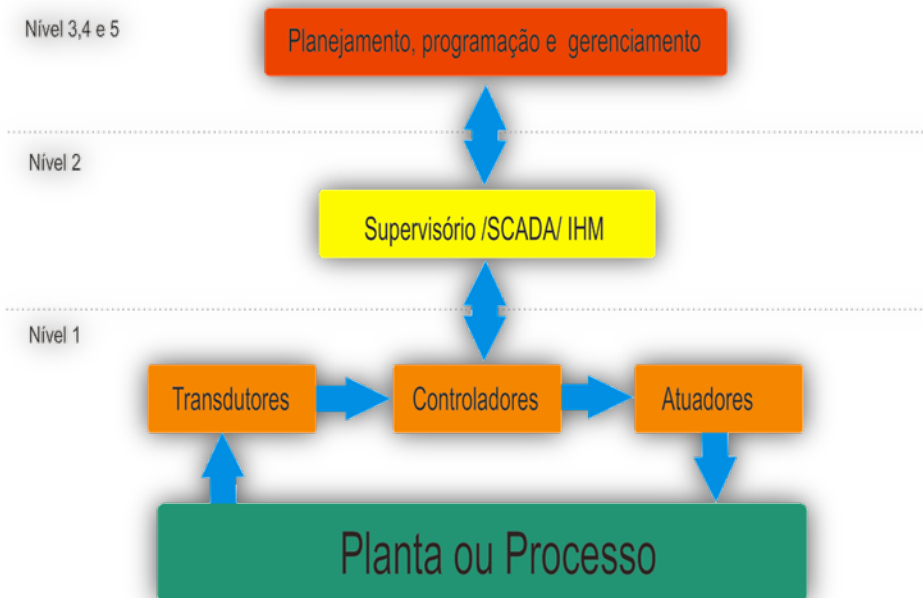 Nível 3,4 e 5
Planejamento, programação e gerenciamento
Nível 2
Supervisório /SCADA/ IHM
Nível 1
Transdutores
Controladores
Atuadores
Planta ou Processo